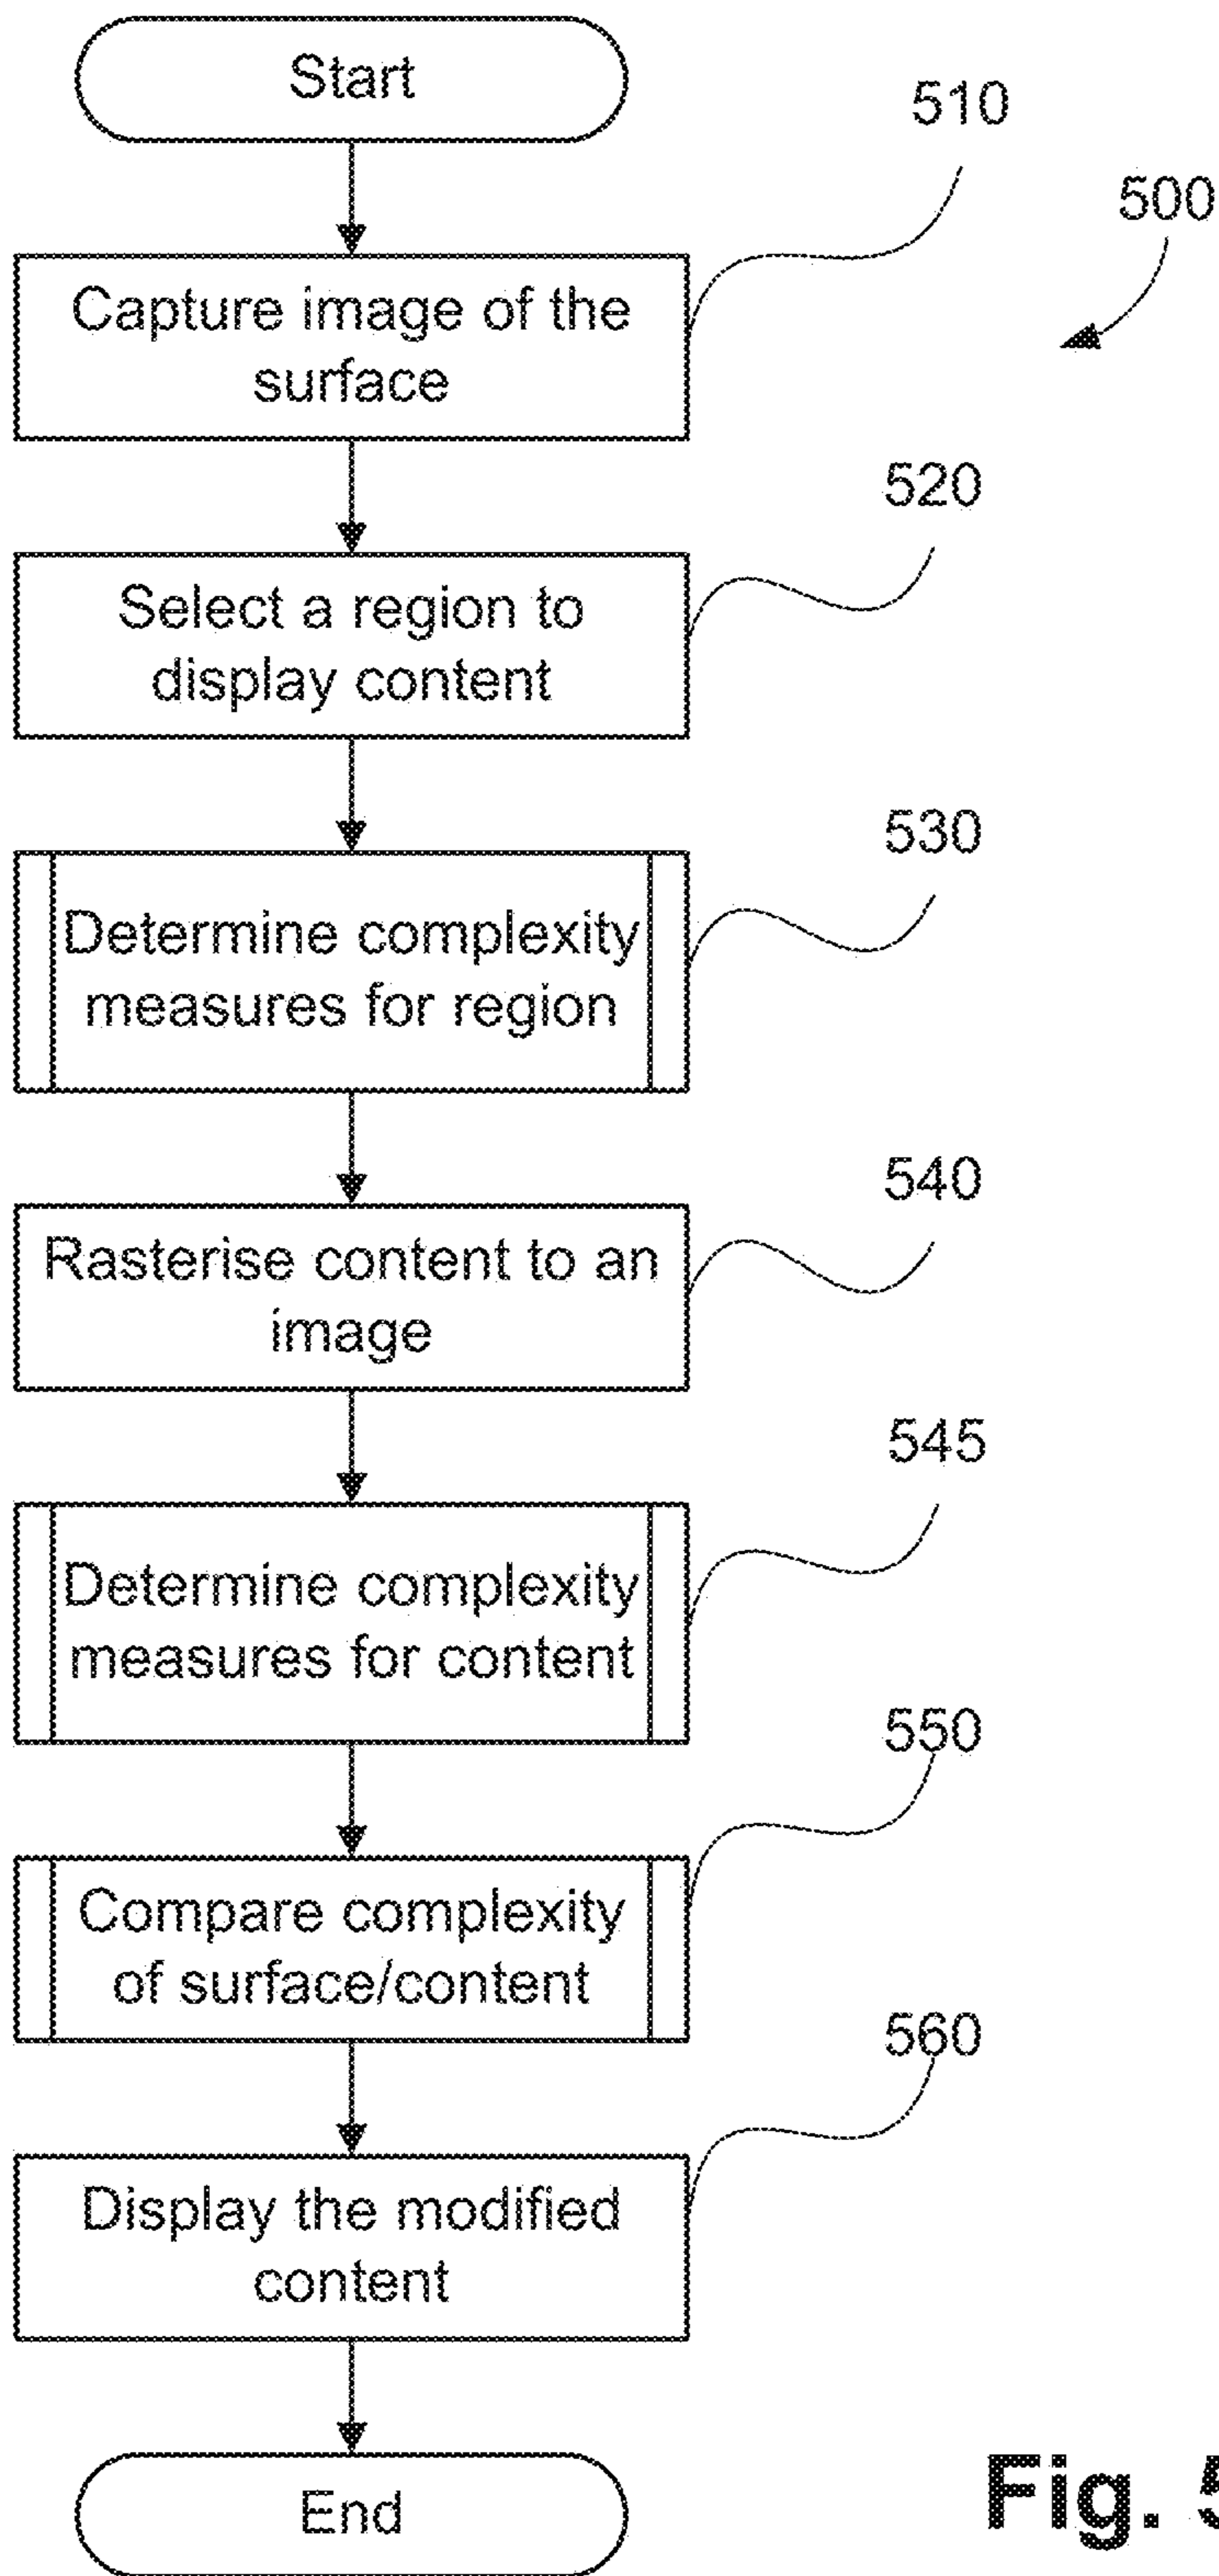 Start
510
500
Capture image of the
surface
520
Select a region to
display content
530
Determine complexity
measures for region
540
Rasterise content to an
image
545
Determine complexity
measures for content
550
Compare complexity
of surface/content
560
Display the modified
content
End
Fig. 5